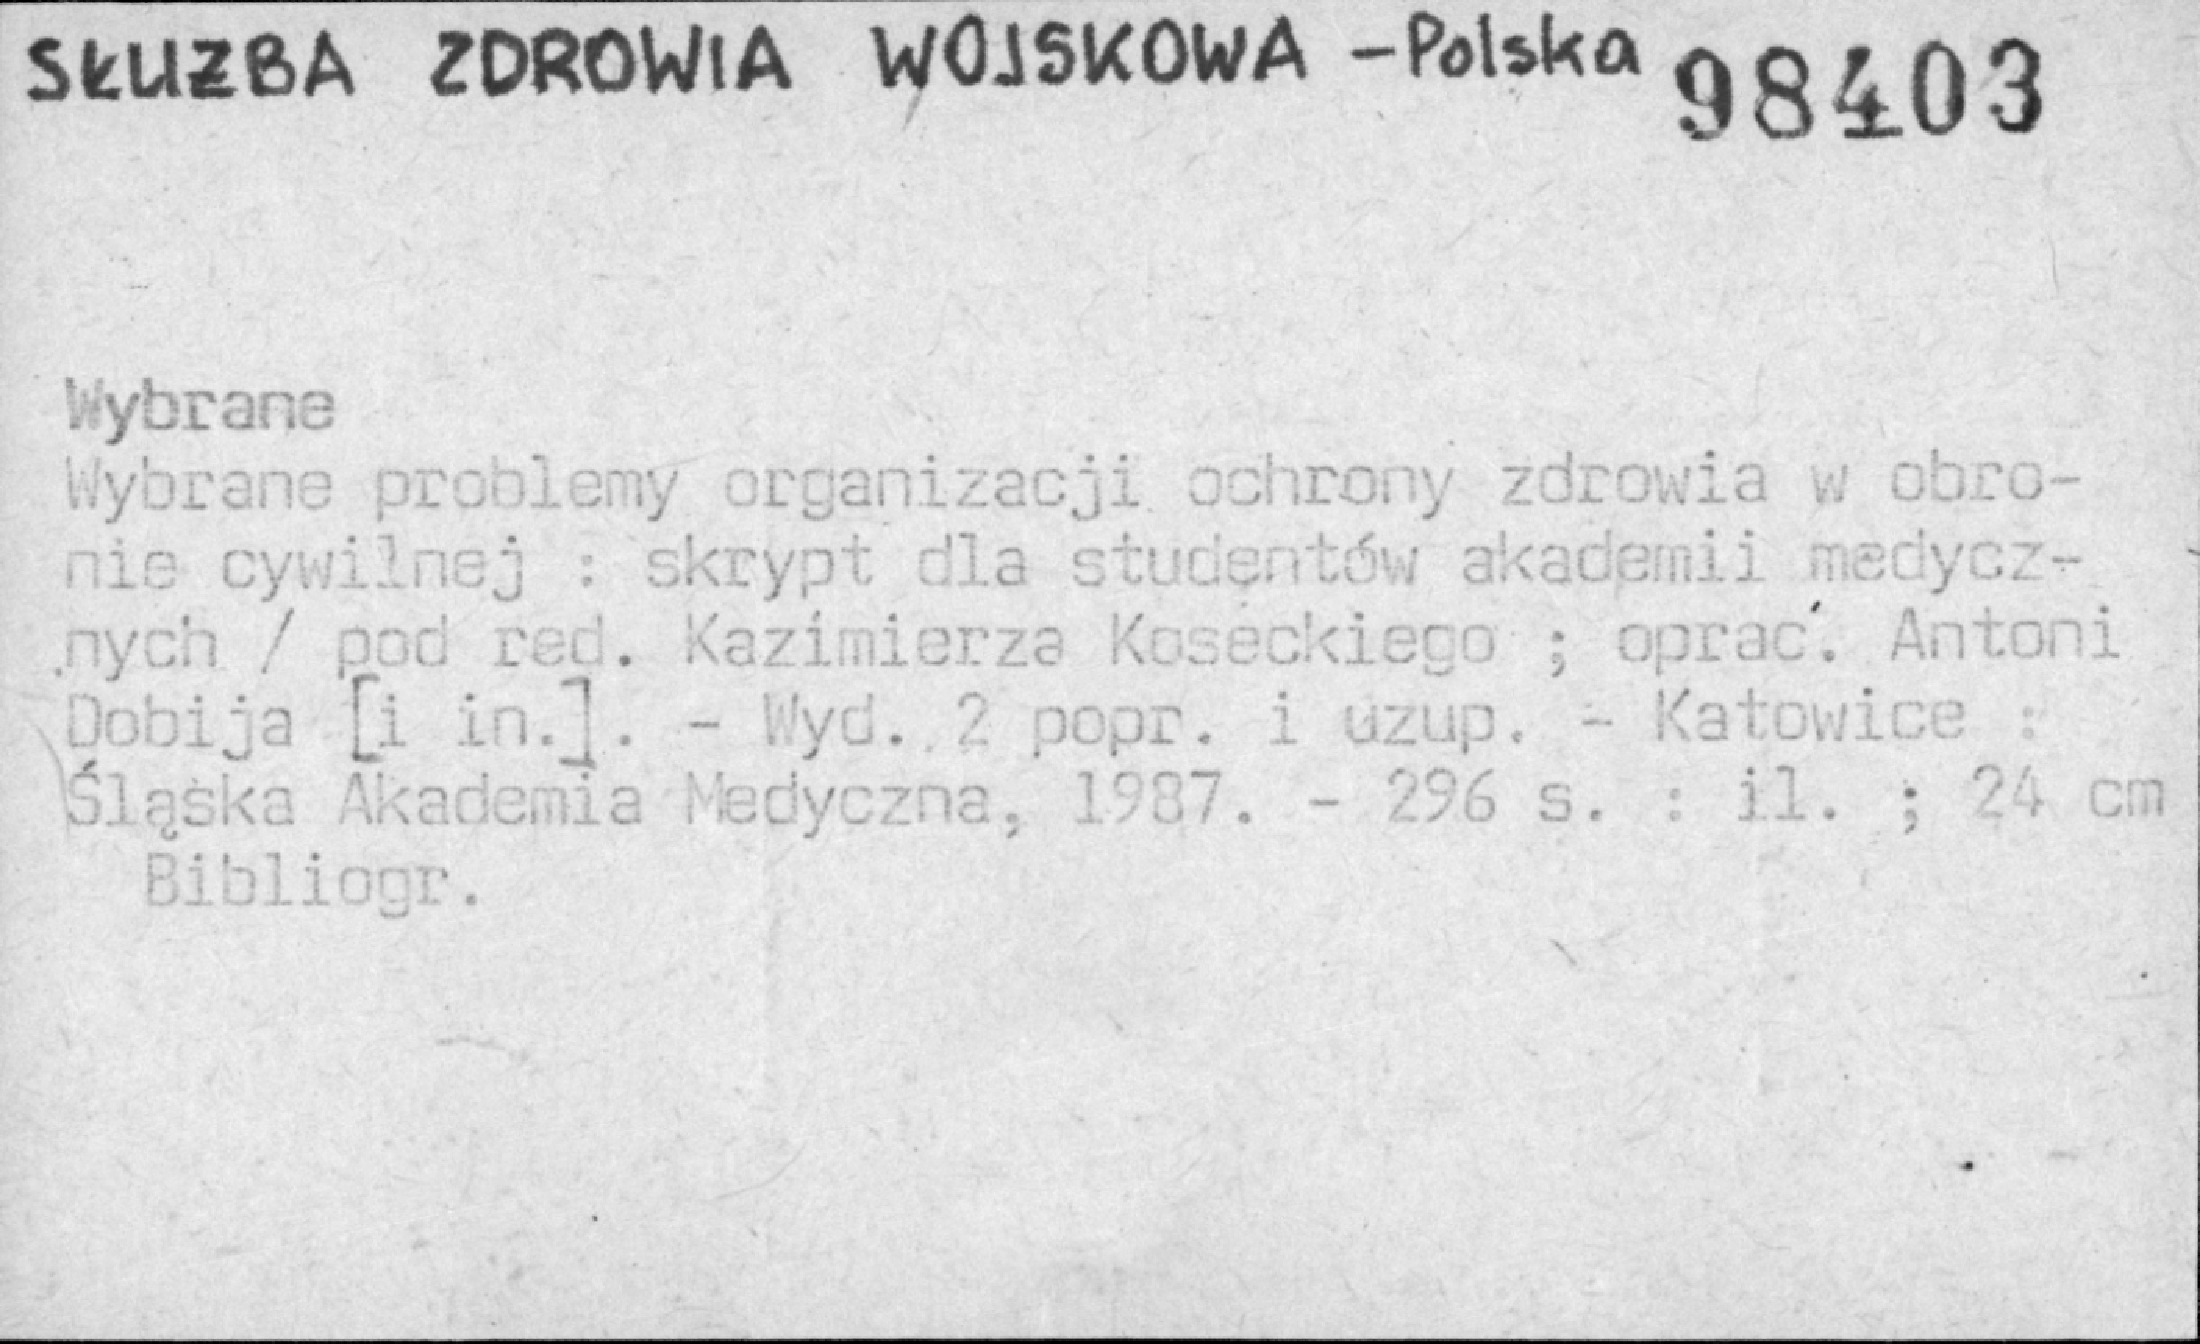 SŁUŻBA ZDROWIA WOJSKOWA - Polska 98403
Wybrane
Wybrane problemy organizacji ochrony zdrowia w obro-
nie cywilnej : skrypt dla studentów akademii medycz-
nych / pod red. Kazimierza Koseckiego ; oprac. Antoni
Dobija [i in.]. - Wyd. 2 popr. i uzup. - Katowice :
Śląska Akademia Medyczna, 1987. - 296 s. : il. ; 24 cm
Bibliogr.